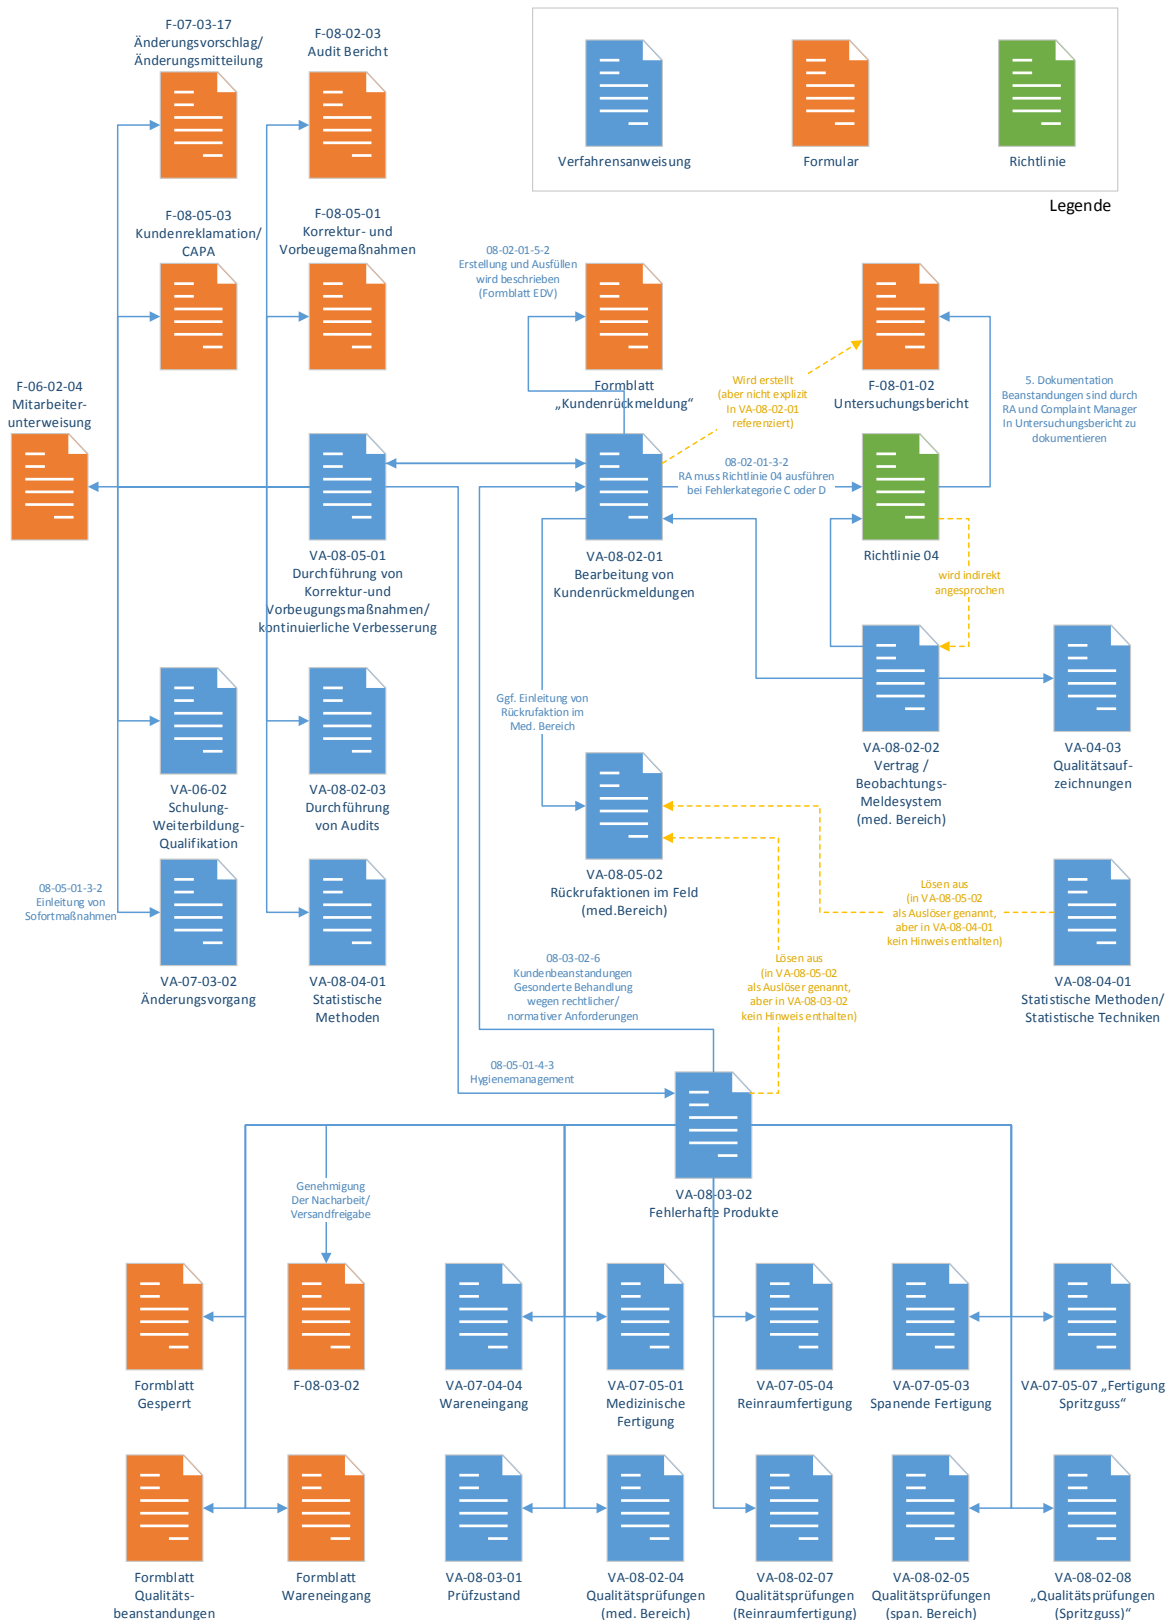 F-07-03-17
Änderungsvorschlag/
Änderungsmitteilung
F-08-02-03
Audit Bericht
Verfahrensanweisung
Formular
Richtlinie
Legende
F-08-05-03
Kundenreklamation/
CAPA
F-08-05-01
Korrektur- und
Vorbeugemaßnahmen
08-02-01-5-2
Erstellung und Ausfüllen
wird beschrieben
(Formblatt EDV)
F-06-02-04
Mitarbeiter-
unterweisung
Formblatt
„Kundenrückmeldung“
Wird erstellt
(aber nicht explizit
In VA-08-02-01
referenziert)
F-08-01-02
Untersuchungsbericht
5. Dokumentation
Beanstandungen sind durch
RA und Complaint Manager
In Untersuchungsbericht zu
dokumentieren
08-02-01-3-2
RA muss Richtlinie 04 ausführen
bei Fehlerkategorie C oder D
VA-08-05-01
Durchführung von
Korrektur-und
Vorbeugungsmaßnahmen/
kontinuierliche Verbesserung
VA-08-02-01
Bearbeitung von
Kundenrückmeldungen
Richtlinie 04
wird indirekt
angesprochen
Ggf. Einleitung von
Rückrufaktion im
Med. Bereich
VA-06-02
Schulung-
Weiterbildung-
Qualifikation
VA-08-02-03
Durchführung
von Audits
VA-08-02-02
Vertrag /
Beobachtungs-
Meldesystem
(med. Bereich)
VA-04-03
Qualitätsauf-
zeichnungen
VA-08-05-02
Rückrufaktionen im Feld
(med.Bereich)
08-05-01-3-2
Einleitung von
Sofortmaßnahmen
Lösen aus
(in VA-08-05-02
als Auslöser genannt,
aber in VA-08-04-01
kein Hinweis enthalten)
VA-07-03-02
Änderungsvorgang
VA-08-04-01
Statistische
Methoden
08-03-02-6
Kundenbeanstandungen
Gesonderte Behandlung
wegen rechtlicher/
normativer Anforderungen
Lösen aus
(in VA-08-05-02
als Auslöser genannt,
aber in VA-08-03-02
kein Hinweis enthalten)
VA-08-04-01
Statistische Methoden/
Statistische Techniken
08-05-01-4-3
Hygienemanagement
VA-08-03-02
Fehlerhafte Produkte
Genehmigung
Der Nacharbeit/
Versandfreigabe
Formblatt
Gesperrt
F-08-03-02
VA-07-04-04
Wareneingang
VA-07-05-01
Medizinische
Fertigung
VA-07-05-04
Reinraumfertigung
VA-07-05-03
Spanende Fertigung
VA-07-05-07 „Fertigung
Spritzguss“
Formblatt
Qualitäts-
beanstandungen
Formblatt
Wareneingang
VA-08-03-01
Prüfzustand
VA-08-02-04
Qualitätsprüfungen
(med. Bereich)
VA-08-02-07
Qualitätsprüfungen
(Reinraumfertigung)
VA-08-02-05
Qualitätsprüfungen
(span. Bereich)
VA-08-02-08
„Qualitätsprüfungen
(Spritzguss)“